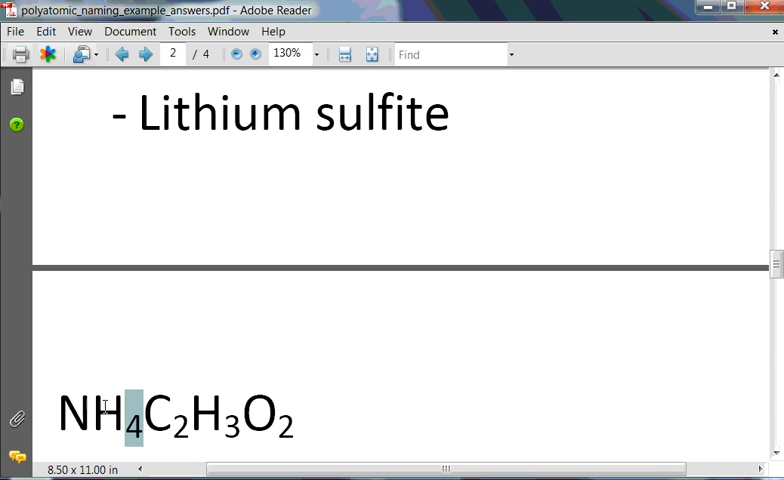 polyatomic_naming_example_answers.pdf - Adobe Reader
File Edit View Document Tools Window Help
2 / 4 130% Find
- Lithium sulfite
NH₄C₂H₃O₂
8.50 x 11.00 in